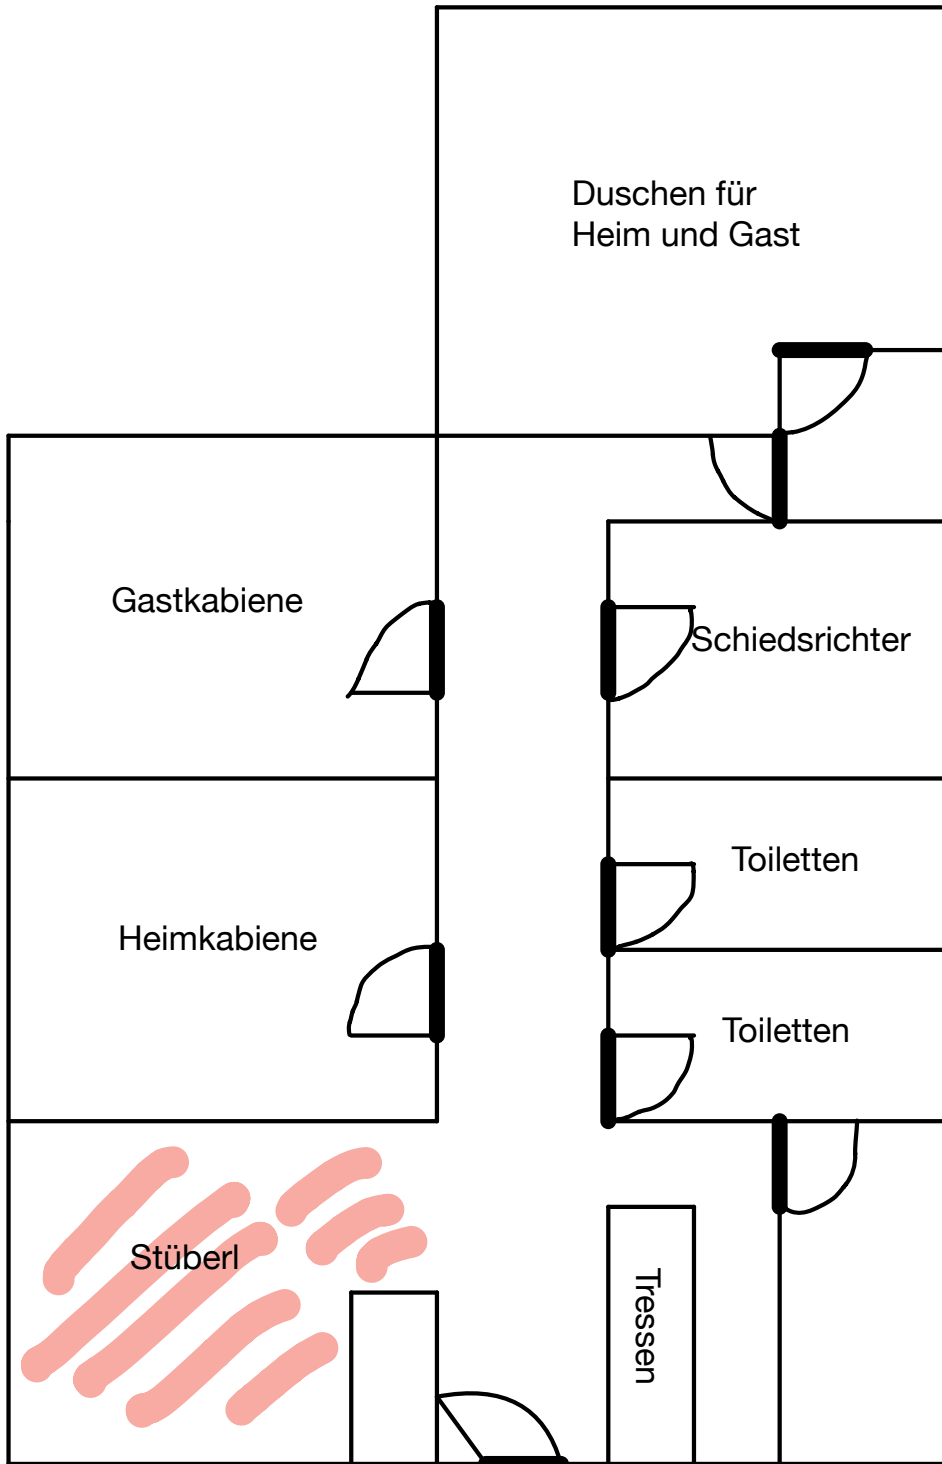 Duschen für
Heim und Gast
Gastkabiene
Schiedsrichter
Toiletten
Heimkabiene
Toiletten
Stüberl
Tressen